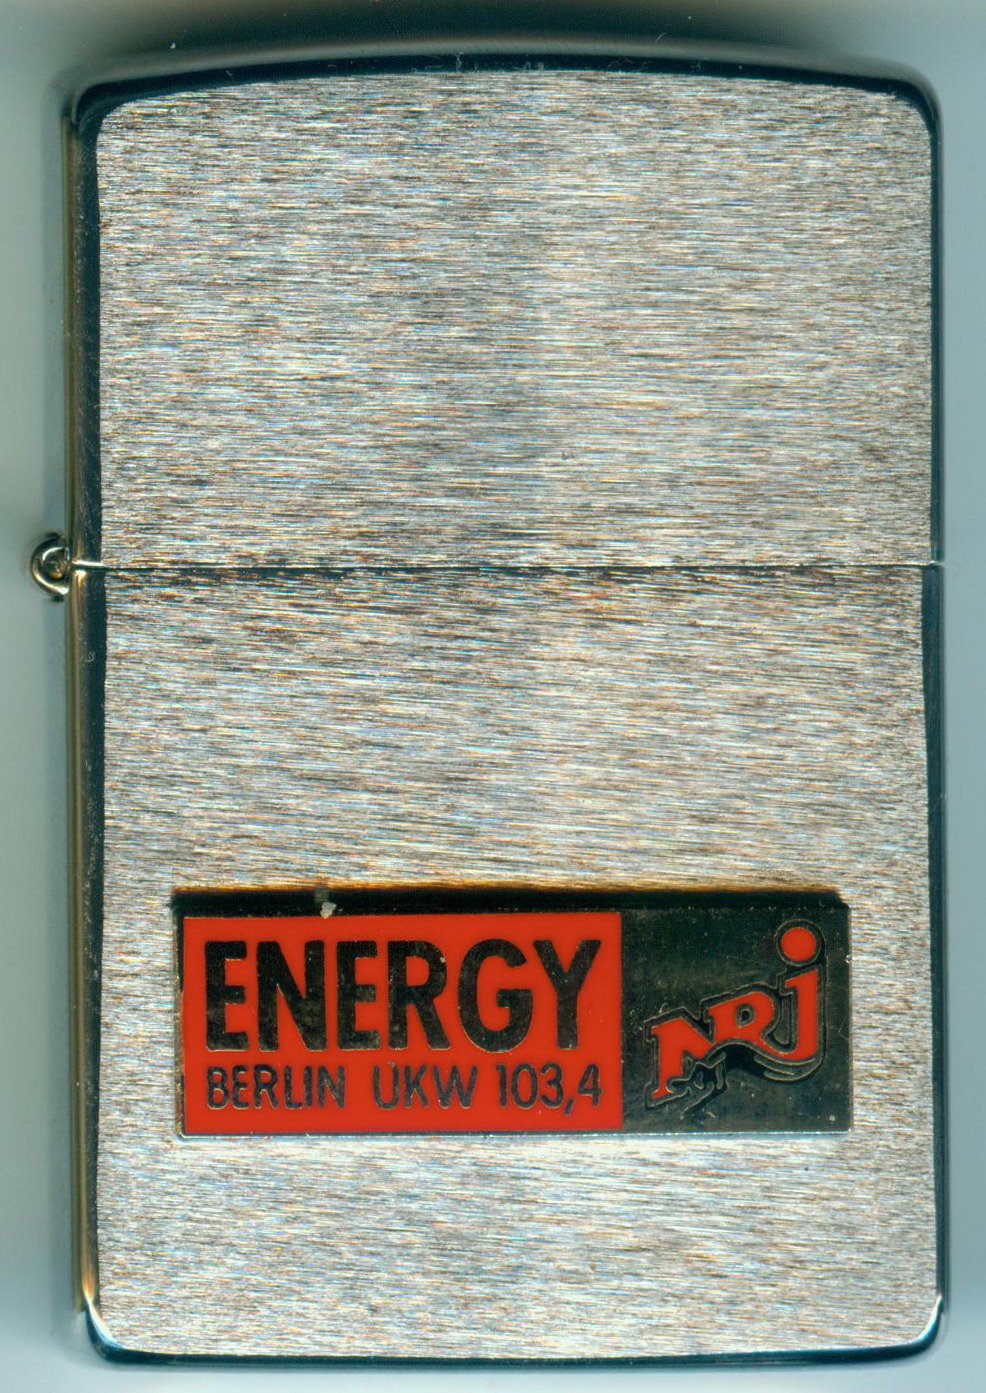 ENERGY
BERLIN UKW 103,4
NRJ